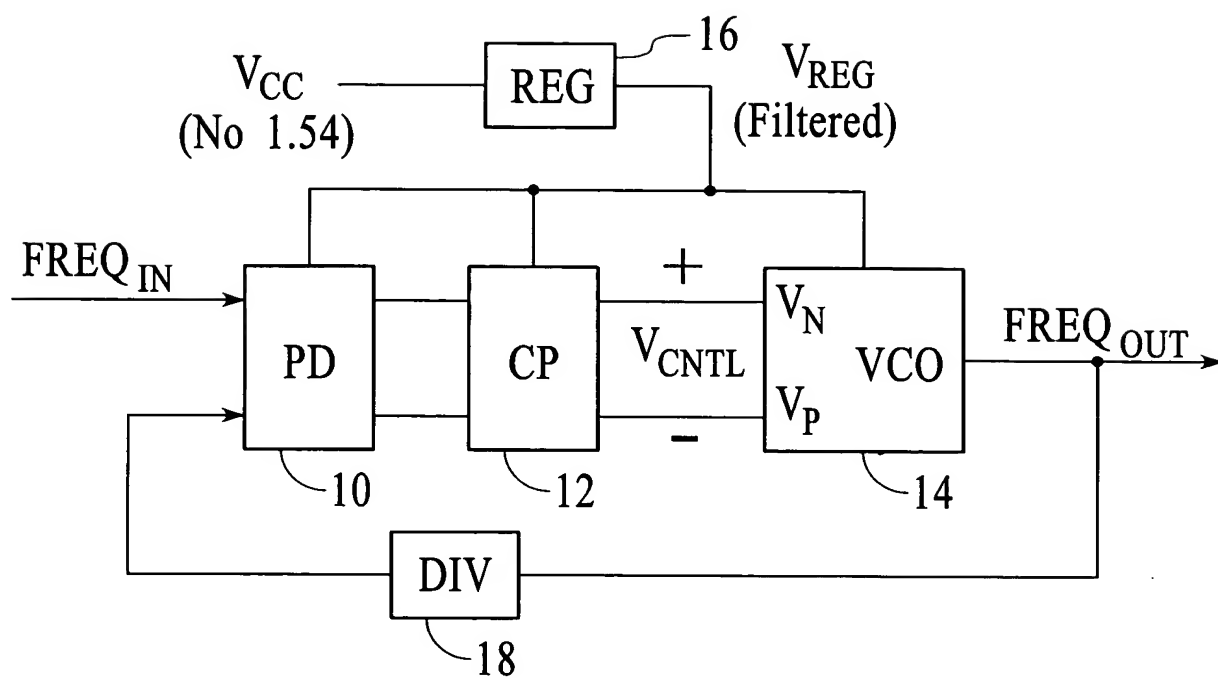 16
V_CC
REG
V_REG
(No 1.54)
(Filtered)
FREQ_IN
+
V_N
FREQ_OUT
PD
CP
V_CNTL
VCO
V_P
−
10
12
14
DIV
18